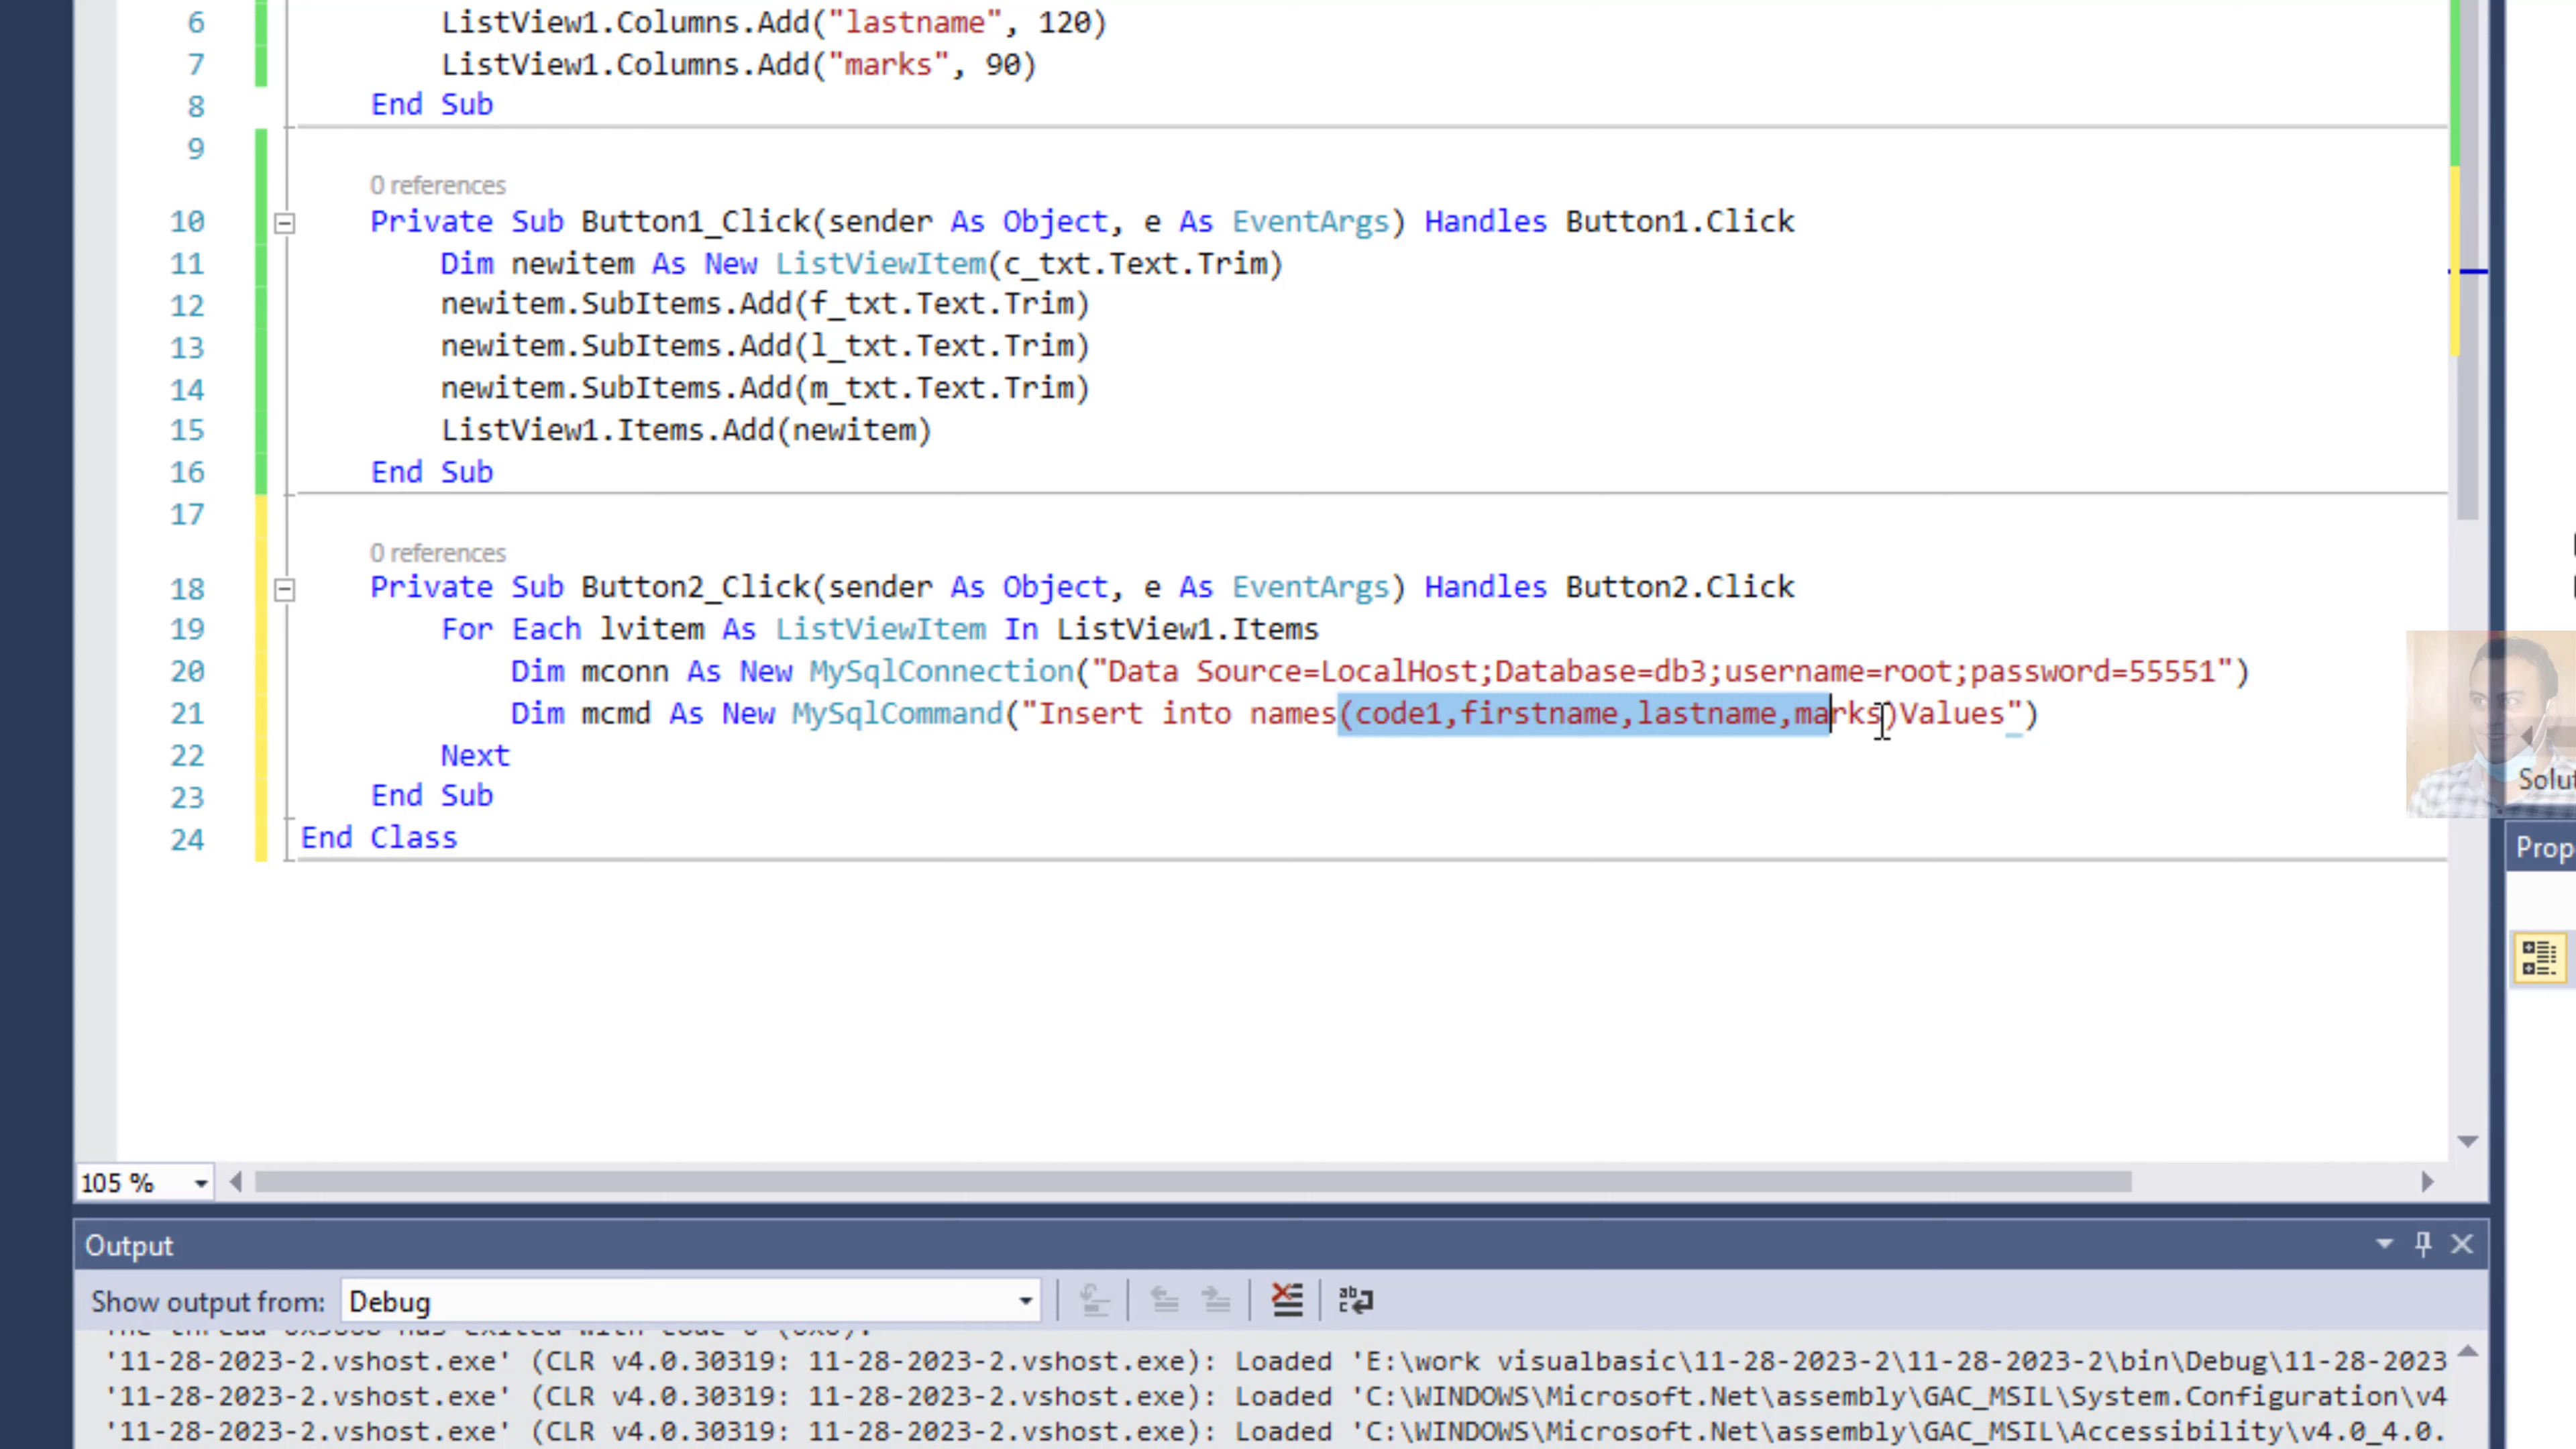 6 ListView1.Columns.Add("lastname", 120)
7 ListView1.Columns.Add("marks", 90)
8 End Sub
9
0 references
10 Private Sub Button1_Click(sender As Object, e As EventArgs) Handles Button1.Click
11 Dim newitem As New ListViewItem(c_txt.Text.Trim)
12 newitem.SubItems.Add(f_txt.Text.Trim)
13 newitem.SubItems.Add(l_txt.Text.Trim)
14 newitem.SubItems.Add(m_txt.Text.Trim)
15 ListView1.Items.Add(newitem)
16 End Sub
17
0 references
18 Private Sub Button2_Click(sender As Object, e As EventArgs) Handles Button2.Click
19 For Each lvitem As ListViewItem In ListView1.Items
20 Dim mconn As New MySqlConnection("Data Source=LocalHost;Database=db3;username=root;password=55551")
21 Dim mcmd As New MySqlCommand("Insert into names(code1,firstname,lastname,marks)Values")
22 Next
23 End Sub
24 End Class
Solut
Prop
105 %
Output
Show output from: Debug
'11-28-2023-2.vshost.exe' (CLR v4.0.30319: 11-28-2023-2.vshost.exe): Loaded 'E:\work visualbasic\11-28-2023-2\11-28-2023-2\bin\Debug\11-28-2023
'11-28-2023-2.vshost.exe' (CLR v4.0.30319: 11-28-2023-2.vshost.exe): Loaded 'C:\WINDOWS\Microsoft.Net\assembly\GAC_MSIL\System.Configuration\v4
'11-28-2023-2.vshost.exe' (CLR v4.0.30319: 11-28-2023-2.vshost.exe): Loaded 'C:\WINDOWS\Microsoft.Net\assembly\GAC_MSIL\Accessibility\v4.0_4.0.